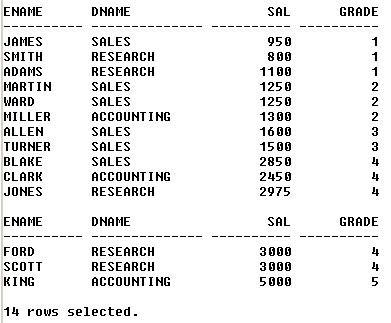 ENAME      DNAME                 SAL      GRADE
---------- -------------- ---------- ----------
JAMES      SALES                 950          1
SMITH      RESEARCH              800          1
ADAMS      RESEARCH             1100          1
MARTIN     SALES                1250          2
WARD       SALES                1250          2
MILLER     ACCOUNTING           1300          2
ALLEN      SALES                1600          3
TURNER     SALES                1500          3
BLAKE      SALES                2850          4
CLARK      ACCOUNTING           2450          4
JONES      RESEARCH             2975          4
ENAME      DNAME                 SAL      GRADE
---------- -------------- ---------- ----------
FORD       RESEARCH             3000          4
SCOTT      RESEARCH             3000          4
KING       ACCOUNTING           5000          5
14 rows selected.